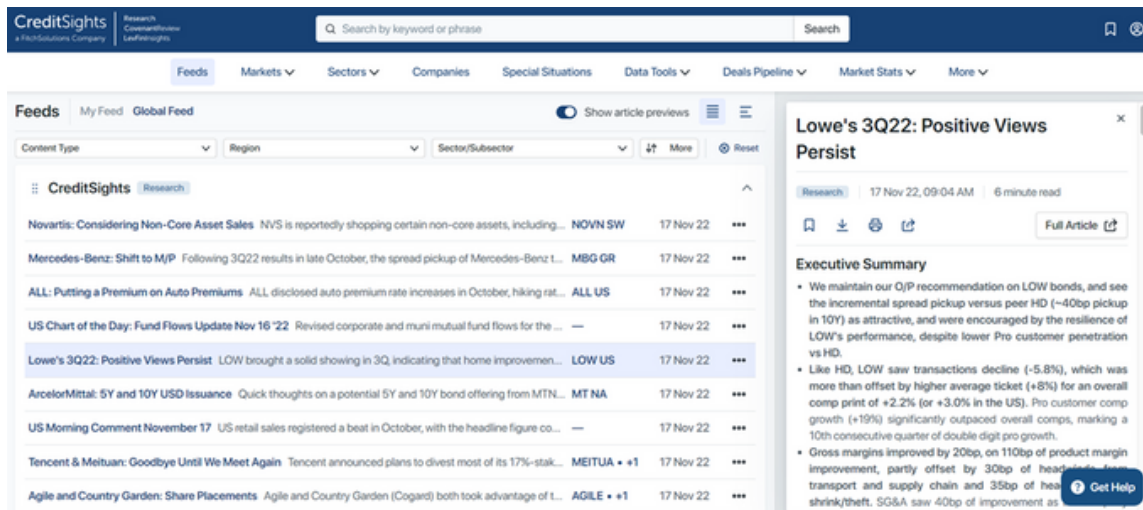 CreditSights
a FitchSolutions Company
Research
CovenantReview
LevFinInsights
Search by keyword or phrase
Search
Feeds
Markets
Sectors
Companies
Special Situations
Data Tools
Deals Pipeline
Market Stats
More
Feeds
My Feed
Global Feed
Show article previews
Content Type
Region
Sector/Subsector
More
Reset
CreditSights Research
Novartis: Considering Non-Core Asset Sales NVS is reportedly shopping certain non-core assets, including... NOVN SW 17 Nov 22
Mercedes-Benz: Shift to M/P Following 3Q22 results in late October, the spread pickup of Mercedes-Benz t... MBG GR 17 Nov 22
ALL: Putting a Premium on Auto Premiums ALL disclosed auto premium rate increases in October, hiking rat... ALL US 17 Nov 22
US Chart of the Day: Fund Flows Update Nov 16 '22 Revised corporate and muni mutual fund flows for the ... — 17 Nov 22
Lowe's 3Q22: Positive Views Persist LOW brought a solid showing in 3Q, indicating that home improvemen... LOW US 17 Nov 22
ArcelorMittal: 5Y and 10Y USD Issuance Quick thoughts on a potential 5Y and 10Y bond offering from MTN... MT NA 17 Nov 22
US Morning Comment November 17 US retail sales registered a beat in October, with the headline figure co... — 17 Nov 22
Tencent & Meituan: Goodbye Until We Meet Again Tencent announced plans to divest most of its 17%-stak... MEITUA • +1 17 Nov 22
Agile and Country Garden: Share Placements Agile and Country Garden (Cogard) both took advantage of t... AGILE • +1 17 Nov 22
Lowe's 3Q22: Positive Views
Persist
Research 17 Nov 22, 09:04 AM 6 minute read
Full Article
Executive Summary
• We maintain our O/P recommendation on LOW bonds, and see
the incremental spread pickup versus peer HD (~40bp pickup
in 10Y) as attractive, and were encouraged by the resilience of
LOW's performance, despite lower Pro customer penetration
vs HD.
• Like HD, LOW saw transactions decline (-5.8%), which was
more than offset by higher average ticket (+8%) for an overall
comp print of +2.2% (or +3.0% in the US). Pro customer comp
growth (+19%) significantly outpaced overall comps, marking a
10th consecutive quarter of double digit pro growth.
• Gross margins improved by 20bp, on 110bp of product margin
improvement, partly offset by 30bp of headwinds from
transport and supply chain and 35bp of
shrink/theft. SG&A saw 40bp of improvement as
Get Help